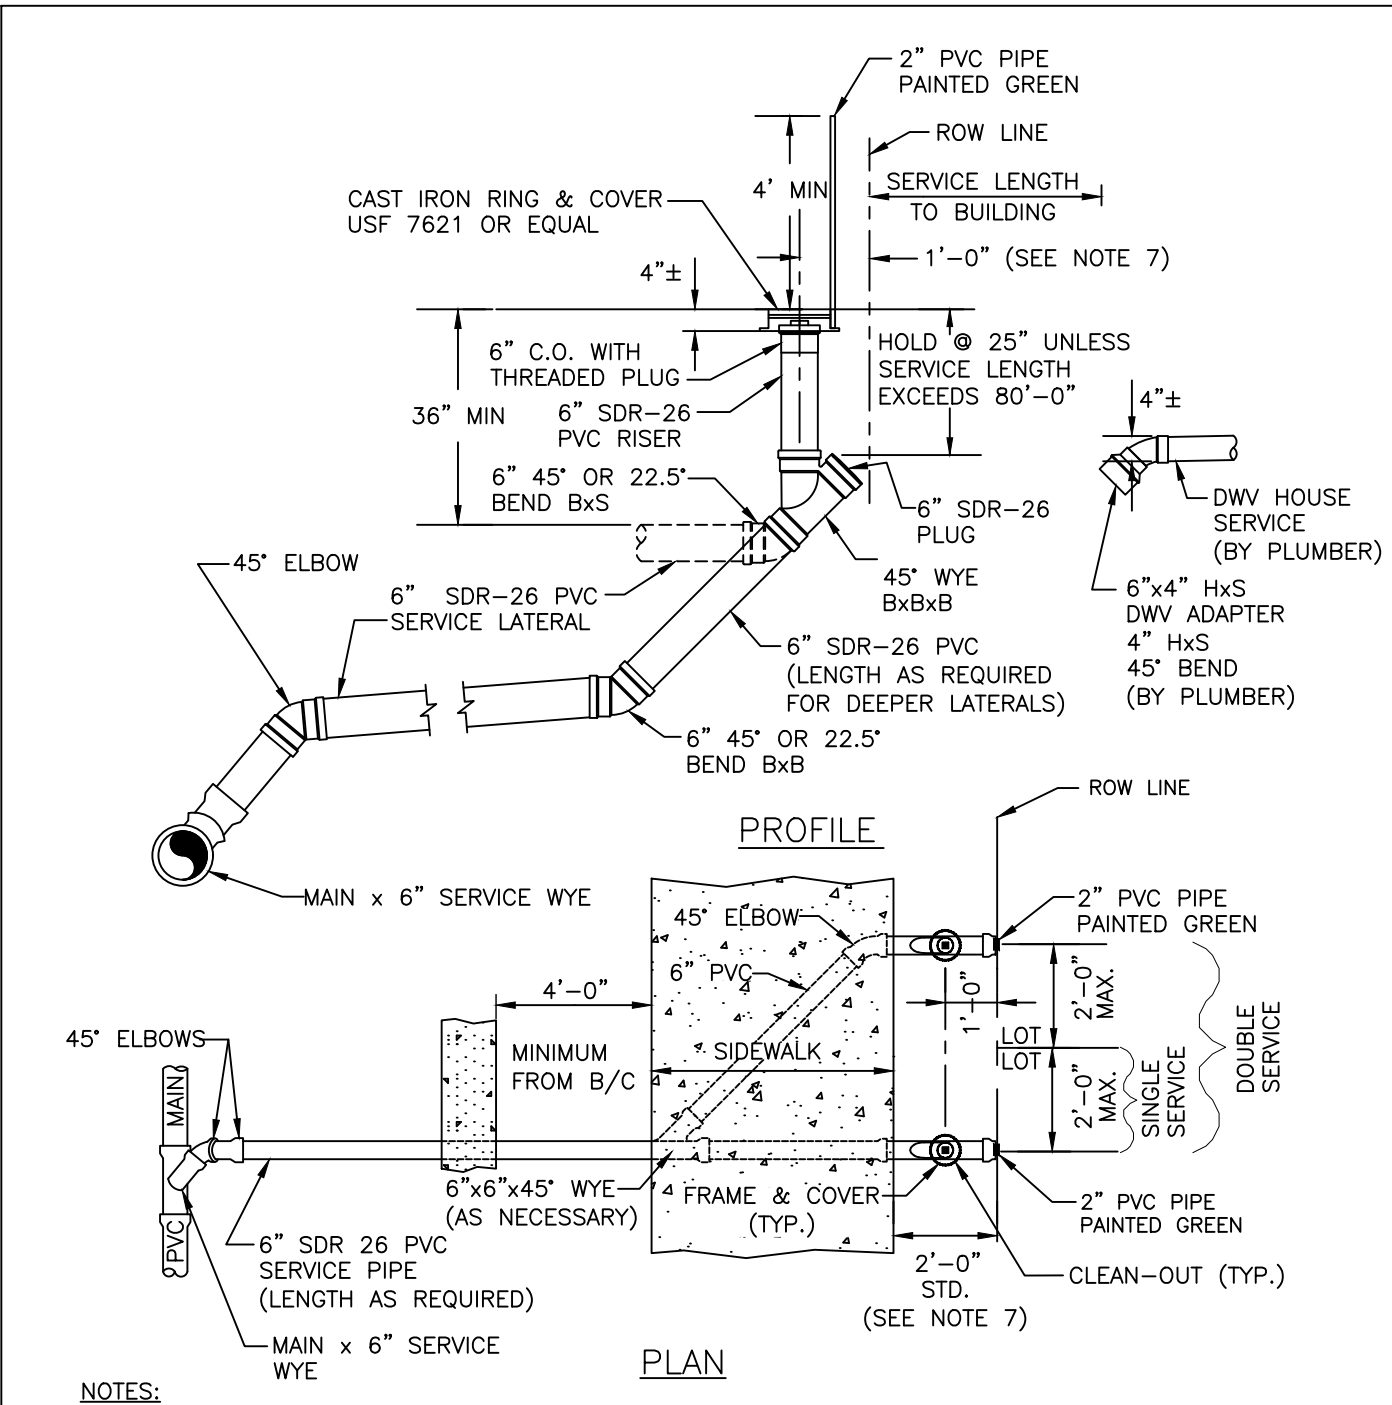 2” PVC PIPE
PAINTED GREEN
ROW LINE
4’ MIN
SERVICE LENGTH
TO BUILDING
CAST IRON RING & COVER
USF 7621 OR EQUAL
1’-0” (SEE NOTE 7)
4”±
6” C.O. WITH
THREADED PLUG
HOLD @ 25” UNLESS
SERVICE LENGTH
EXCEEDS 80’-0”
36” MIN
6” SDR-26
PVC RISER
4”±
6” 45° OR 22.5°
BEND BxS
6” SDR-26
PLUG
DWV HOUSE
SERVICE
(BY PLUMBER)
45° ELBOW
6” SDR-26 PVC
SERVICE LATERAL
45° WYE
BxBxB
6”x4” HxS
DWV ADAPTER
4” HxS
45° BEND
(BY PLUMBER)
6” SDR-26 PVC
(LENGTH AS REQUIRED
FOR DEEPER LATERALS)
6” 45° OR 22.5°
BEND BxB
MAIN x 6” SERVICE WYE
PROFILE
ROW LINE
45° ELBOW
2” PVC PIPE
PAINTED GREEN
6” PVC
4’-0”
1’-0”
2’-0”
MAX.
DOUBLE
SERVICE
45° ELBOWS
MINIMUM
FROM B/C
SIDEWALK
LOT
LOT
2’-0”
MAX.
SINGLE
SERVICE
MAIN
PVC
6”x6”x45° WYE
(AS NECESSARY)
FRAME & COVER
(TYP.)
2” PVC PIPE
PAINTED GREEN
6” SDR 26 PVC
SERVICE PIPE
(LENGTH AS REQUIRED)
2’-0”
STD.
(SEE NOTE 7)
CLEAN-OUT (TYP.)
MAIN x 6” SERVICE
WYE
PLAN
NOTES: